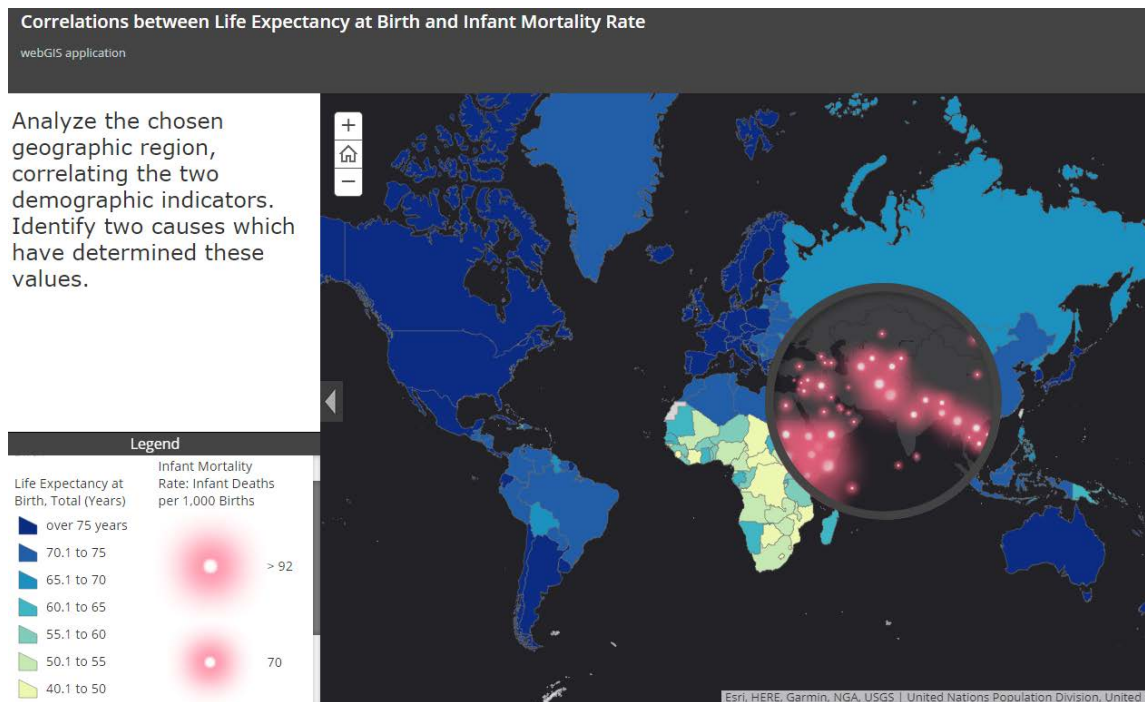 Correlations between Life Expectancy at Birth and Infant Mortality Rate
webGIS application
Analyze the chosen
geographic region,
correlating the two
demographic indicators.
Identify two causes which
have determined these
values.
+
−
Legend
Life Expectancy at
Birth, Total (Years)
over 75 years
70.1 to 75
65.1 to 70
60.1 to 65
55.1 to 60
50.1 to 55
40.1 to 50
Infant Mortality
Rate: Infant Deaths
per 1,000 Births
> 92
70
Esri, HERE, Garmin, NGA, USGS | United Nations Population Division, United